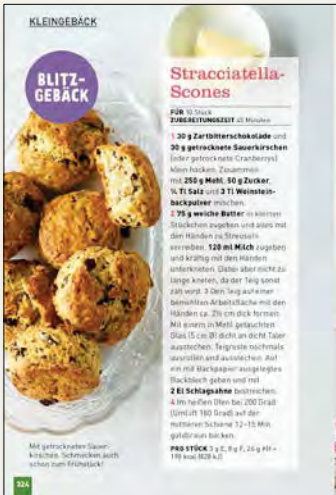 KLEINGEBÄCK
BLITZ-
GEBÄCK
Stracciatella-
Scones
FÜR 10 Stück
ZUBEREITUNGSZEIT 45 Minuten
1 30 g Zartbitterschokolade und
30 g getrocknete Sauerkirschen
(oder getrocknete Cranberrys)
klein hacken. Zusammen
mit 250 g Mehl, 50 g Zucker,
¼ Tl Salz und 3 Tl Weinstein-
backpulver mischen.
2 75 g weiche Butter in kleinen
Stückchen zugeben und alles mit
den Händen zu Streuseln
verreiben. 120 ml Milch zugeben
und kräftig mit den Händen
unterkneten. Dabei aber nicht zu
lange kneten, da der Teig sonst
zäh wird. 3 Den Teig auf einer
bemehlten Arbeitsfläche mit den
Händen ca. 2½ cm dick formen.
Mit einem in Mehl getauchten
Glas (5 cm Ø) dicht an dicht Taler
ausstechen. Teigreste nochmals
ausrollen und ausstechen. Auf
ein mit Backpapier ausgelegtes
Backblech geben und mit
2 El Schlagsahne bestreichen.
4 Im heißen Ofen bei 200 Grad
(Umluft 180 Grad) auf der
mittleren Schiene 12–15 Min.
goldbraun backen.
PRO STÜCK 3 g E, 8 g F, 26 g KH =
198 kcal (828 kJ)
Mit getrockneten Sauer-
kirschen. Schmecken auch
schon zum Frühstück!
324